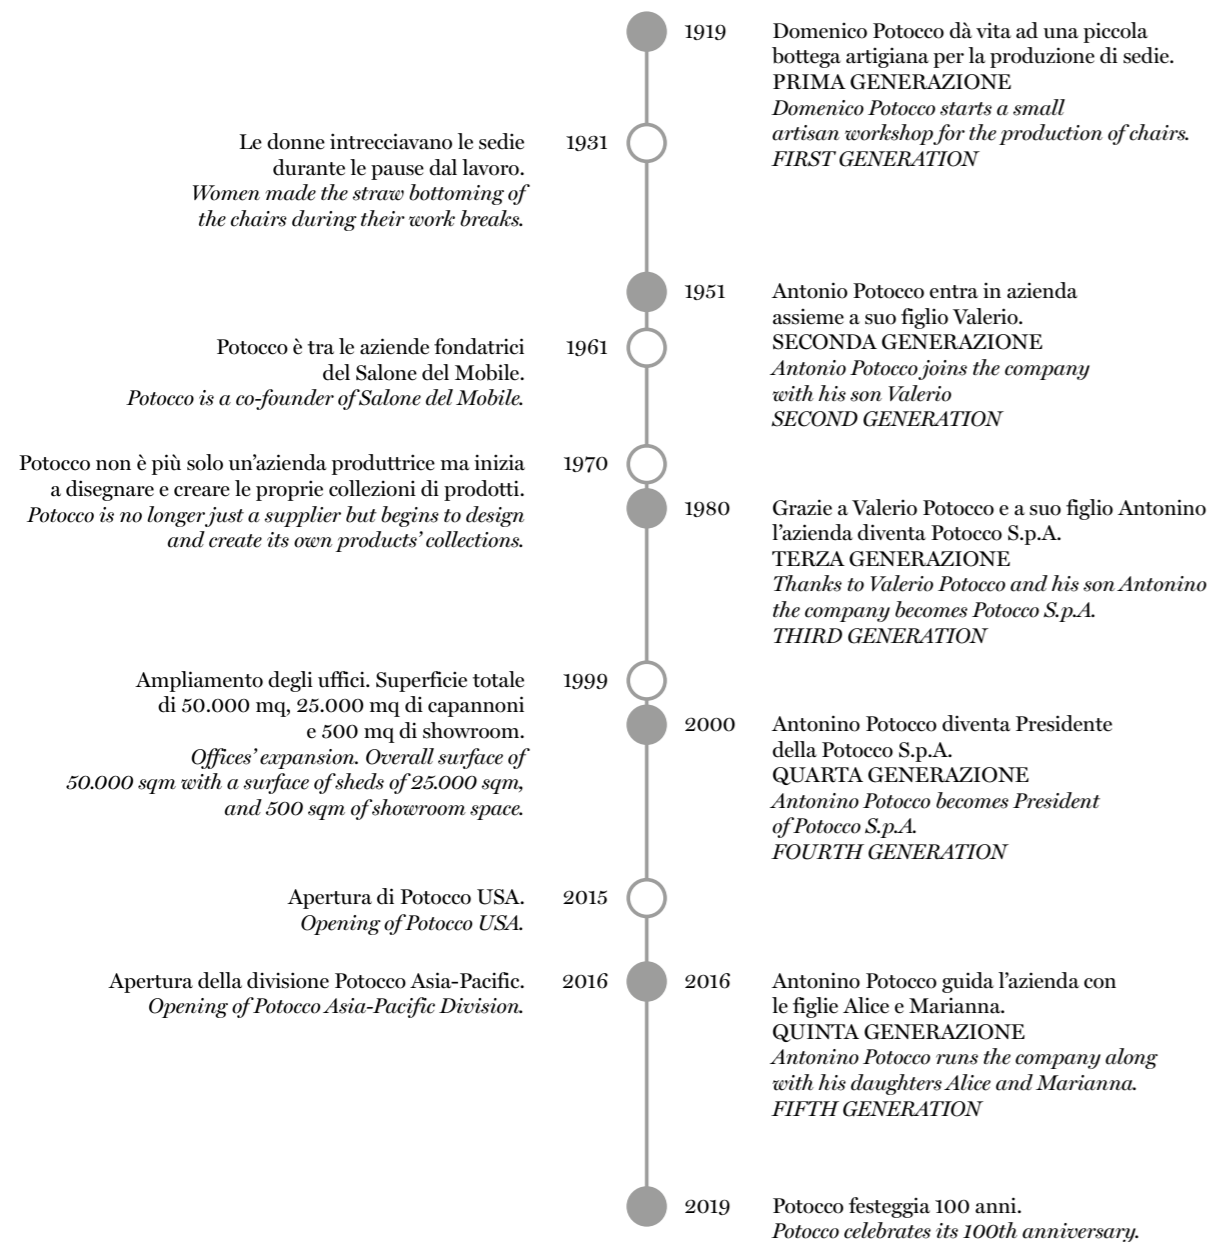 1919
Domenico Potocco dà vita ad una piccola
bottega artigiana per la produzione di sedie.
PRIMA GENERAZIONE
Domenico Potocco starts a small
artisan workshop for the production of chairs.
FIRST GENERATION
Le donne intrecciavano le sedie
durante le pause dal lavoro.
Women made the straw bottoming of
the chairs during their work breaks.
1931
1951
Antonio Potocco entra in azienda
assieme a suo figlio Valerio.
SECONDA GENERAZIONE
Antonio Potocco joins the company
with his son Valerio
SECOND GENERATION
Potocco è tra le aziende fondatrici
del Salone del Mobile.
Potocco is a co-founder of Salone del Mobile.
1961
Potocco non è più solo un'azienda produttrice ma inizia
a disegnare e creare le proprie collezioni di prodotti.
Potocco is no longer just a supplier but begins to design
and create its own products' collections.
1970
1980
Grazie a Valerio Potocco e a suo figlio Antonino
l'azienda diventa Potocco S.p.A.
TERZA GENERAZIONE
Thanks to Valerio Potocco and his son Antonino
the company becomes Potocco S.p.A.
THIRD GENERATION
Ampliamento degli uffici. Superficie totale
di 50.000 mq, 25.000 mq di capannoni
e 500 mq di showroom.
Offices' expansion. Overall surface of
50.000 sqm with a surface of sheds of 25.000 sqm,
and 500 sqm of showroom space.
1999
2000
Antonino Potocco diventa Presidente
della Potocco S.p.A.
QUARTA GENERAZIONE
Antonino Potocco becomes President
of Potocco S.p.A.
FOURTH GENERATION
Apertura di Potocco USA.
Opening of Potocco USA.
2015
Apertura della divisione Potocco Asia-Pacific.
Opening of Potocco Asia-Pacific Division.
2016
2016
Antonino Potocco guida l'azienda con
le figlie Alice e Marianna.
QUINTA GENERAZIONE
Antonino Potocco runs the company along
with his daughters Alice and Marianna.
FIFTH GENERATION
2019
Potocco festeggia 100 anni.
Potocco celebrates its 100th anniversary.